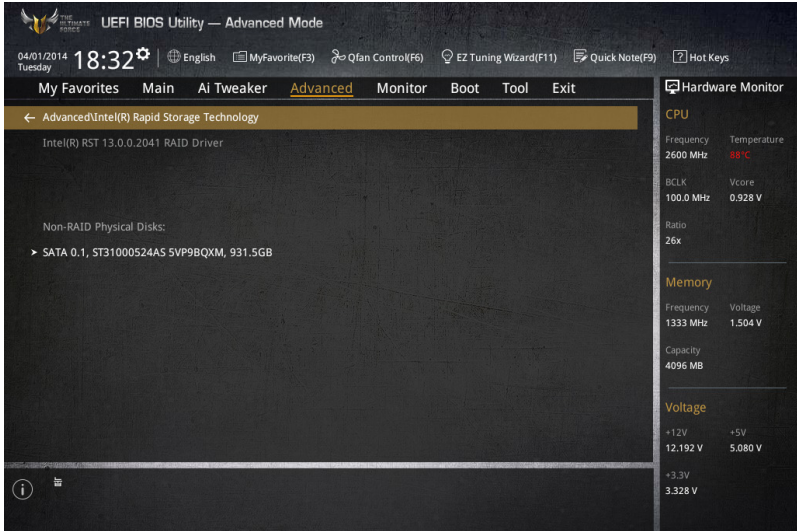 THE ULTIMATE FORCE
UEFI BIOS Utility — Advanced Mode
04/01/2014
Tuesday
18:32
English
MyFavorite(F3)
Qfan Control(F6)
EZ Tuning Wizard(F11)
Quick Note(F9)
? Hot Keys
My Favorites Main Ai Tweaker Advanced Monitor Boot Tool Exit
Hardware Monitor
← Advanced\Intel(R) Rapid Storage Technology
Intel(R) RST 13.0.0.2041 RAID Driver
Non-RAID Physical Disks:
SATA 0.1, ST31000524AS 5VP9BQXM, 931.5GB
CPU
Frequency Temperature
2600 MHz 88°C
BCLK Vcore
100.0 MHz 0.928 V
Ratio
26x
Memory
Frequency Voltage
1333 MHz 1.504 V
Capacity
4096 MB
Voltage
+12V +5V
12.192 V 5.080 V
+3.3V
3.328 V